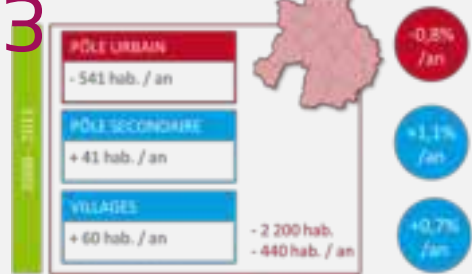 3
PÔLE URBAIN
- 541 hab. / an
-0,8%
/an
PÔLE SECONDAIRE
+ 41 hab. / an
+1,1%
/an
VILLAGES
+ 60 hab. / an
- 2 200 hab.
- 440 hab. / an
+0,7%
/an